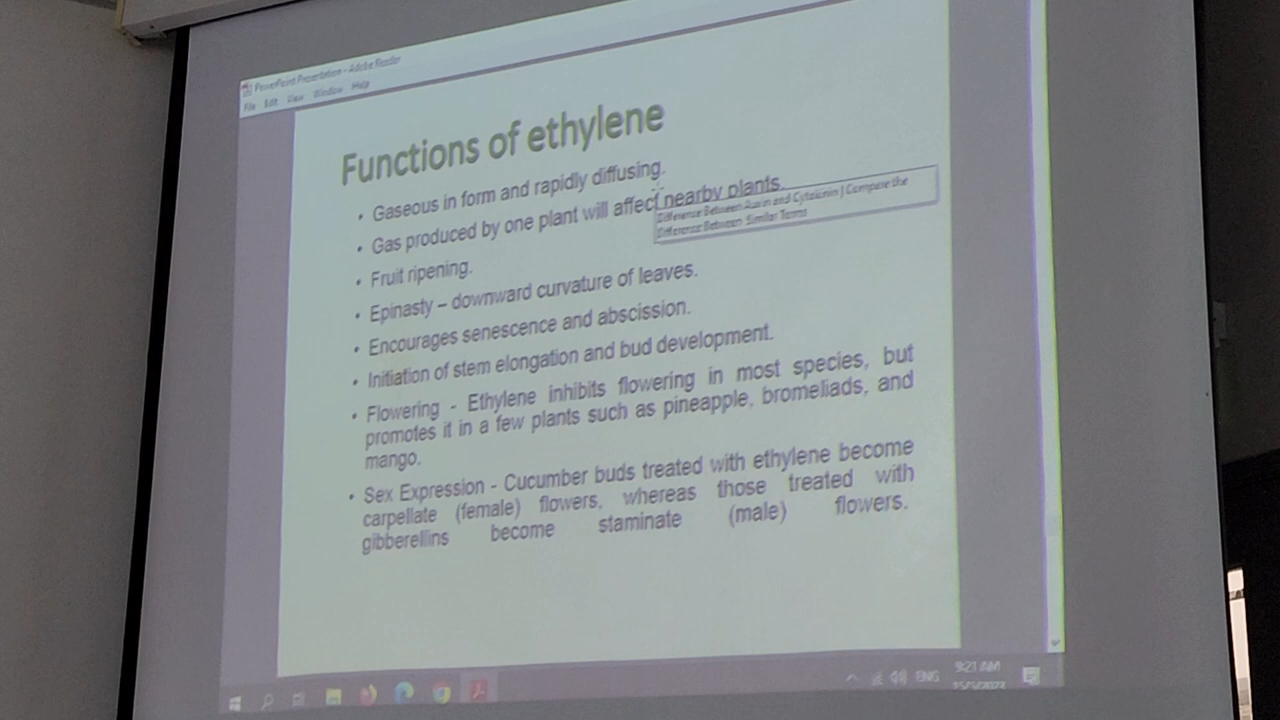 PowerPoint Presentation - Adobe Reader
File Edit View Window Help
Functions of ethylene
• Gaseous in form and rapidly diffusing.
• Gas produced by one plant will affect nearby plants.
Difference Between Auxin and Cytokinin | Compare the
Difference Between Similar Terms
• Fruit ripening.
• Epinasty – downward curvature of leaves.
• Encourages senescence and abscission.
• Initiation of stem elongation and bud development.
• Flowering - Ethylene inhibits flowering in most species, but
promotes it in a few plants such as pineapple, bromeliads, and
mango.
• Sex Expression - Cucumber buds treated with ethylene become
carpellate (female) flowers, whereas those treated with
gibberellins become staminate (male) flowers.
ENG
9:21 AM